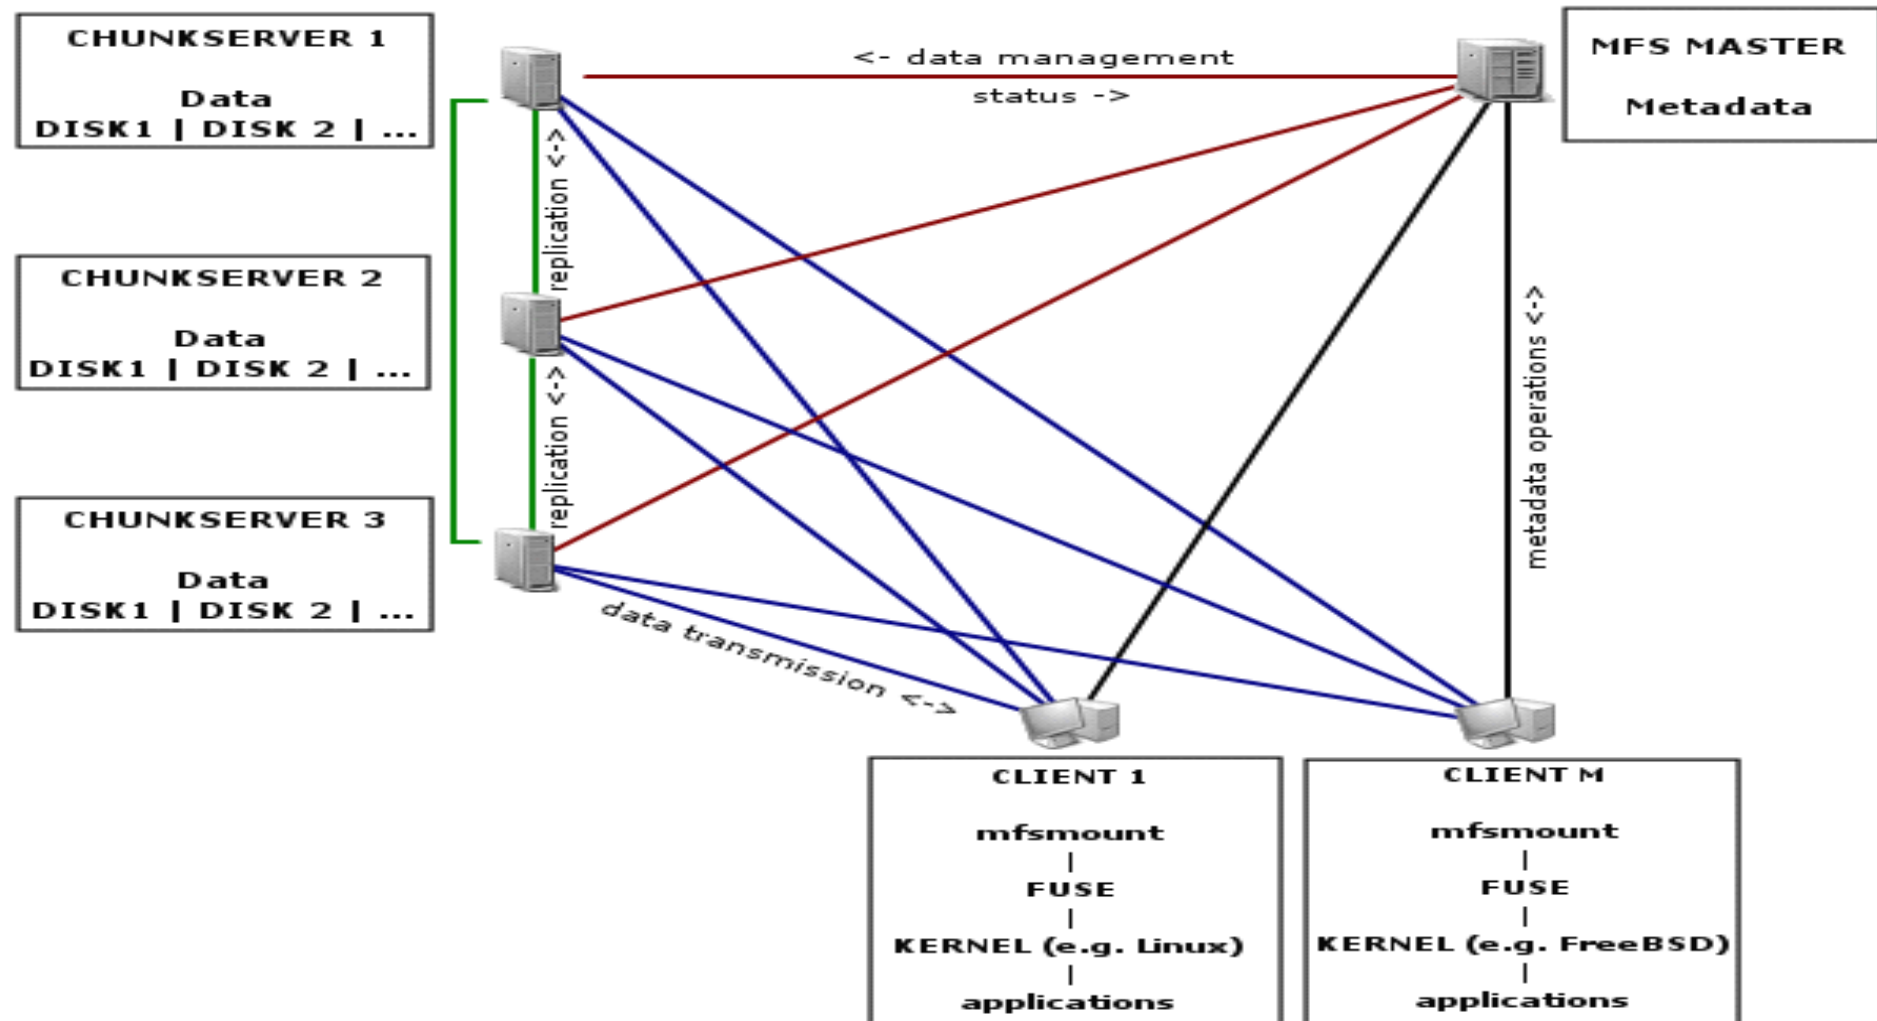 CHUNKSERVER 1
Data
DISK1 | DISK 2 | ...
<- data management
status ->
MFS MASTER
Metadata
replication <->
CHUNKSERVER 2
Data
DISK1 | DISK 2 | ...
replication <->
metadata operations <->
CHUNKSERVER 3
Data
DISK1 | DISK 2 | ...
data transmission <->
CLIENT 1
mfsmount
|
FUSE
|
KERNEL (e.g. Linux)
|
applications
CLIENT M
mfsmount
|
FUSE
|
KERNEL (e.g. FreeBSD)
|
applications